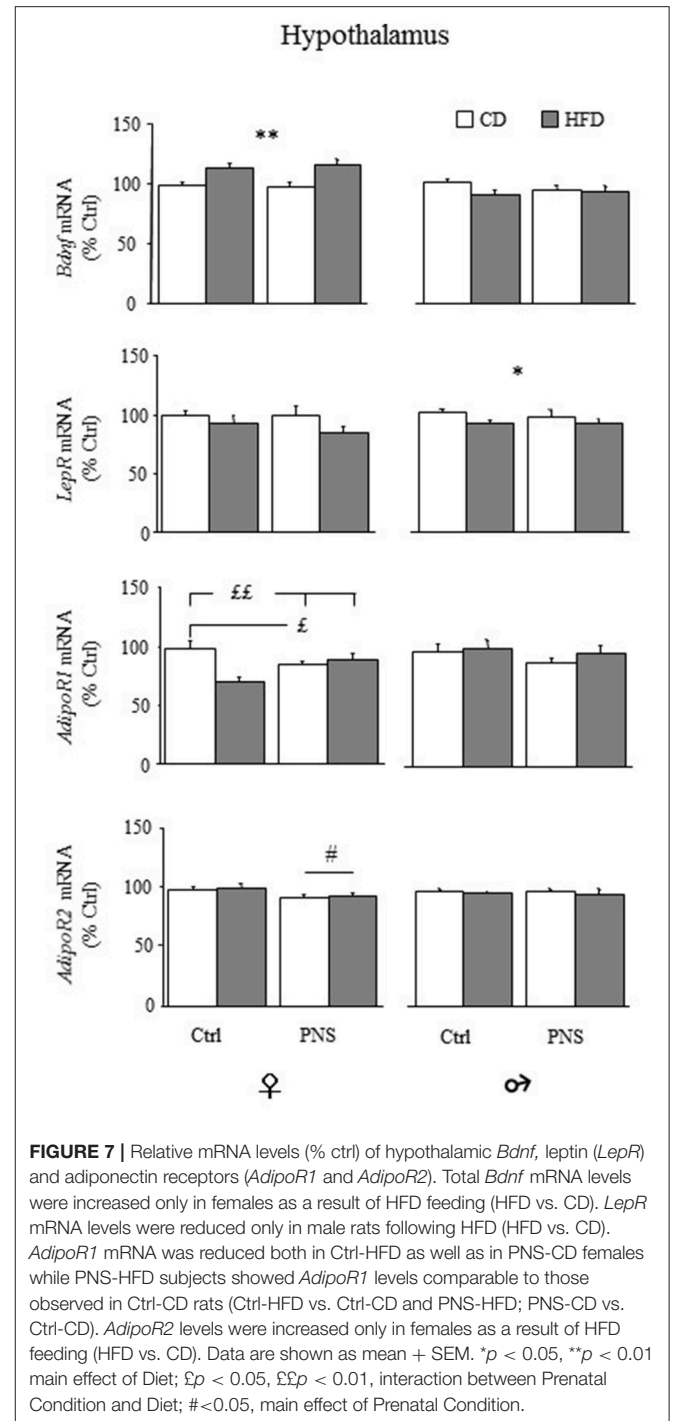 Hypothalamus
CD HFD
150
**
100
50
0
Bdnf mRNA
(% Ctrl)
150
*
100
50
0
LepR mRNA
(% Ctrl)
150
££
£
100
50
0
AdipoR1 mRNA
(% Ctrl)
150
#
100
50
0
AdipoR2 mRNA
(% Ctrl)
Ctrl PNS Ctrl PNS
♀ ♂
FIGURE 7 | Relative mRNA levels (% ctrl) of hypothalamic Bdnf, leptin (LepR)
and adiponectin receptors (AdipoR1 and AdipoR2). Total Bdnf mRNA levels
were increased only in females as a result of HFD feeding (HFD vs. CD). LepR
mRNA levels were reduced only in male rats following HFD (HFD vs. CD).
AdipoR1 mRNA was reduced both in Ctrl-HFD as well as in PNS-CD females
while PNS-HFD subjects showed AdipoR1 levels comparable to those
observed in Ctrl-CD rats (Ctrl-HFD vs. Ctrl-CD and PNS-HFD; PNS-CD vs.
Ctrl-CD). AdipoR2 levels were increased only in females as a result of HFD
feeding (HFD vs. CD). Data are shown as mean + SEM. *p < 0.05, **p < 0.01
main effect of Diet; £p < 0.05, ££p < 0.01, interaction between Prenatal
Condition and Diet; #<0.05, main effect of Prenatal Condition.